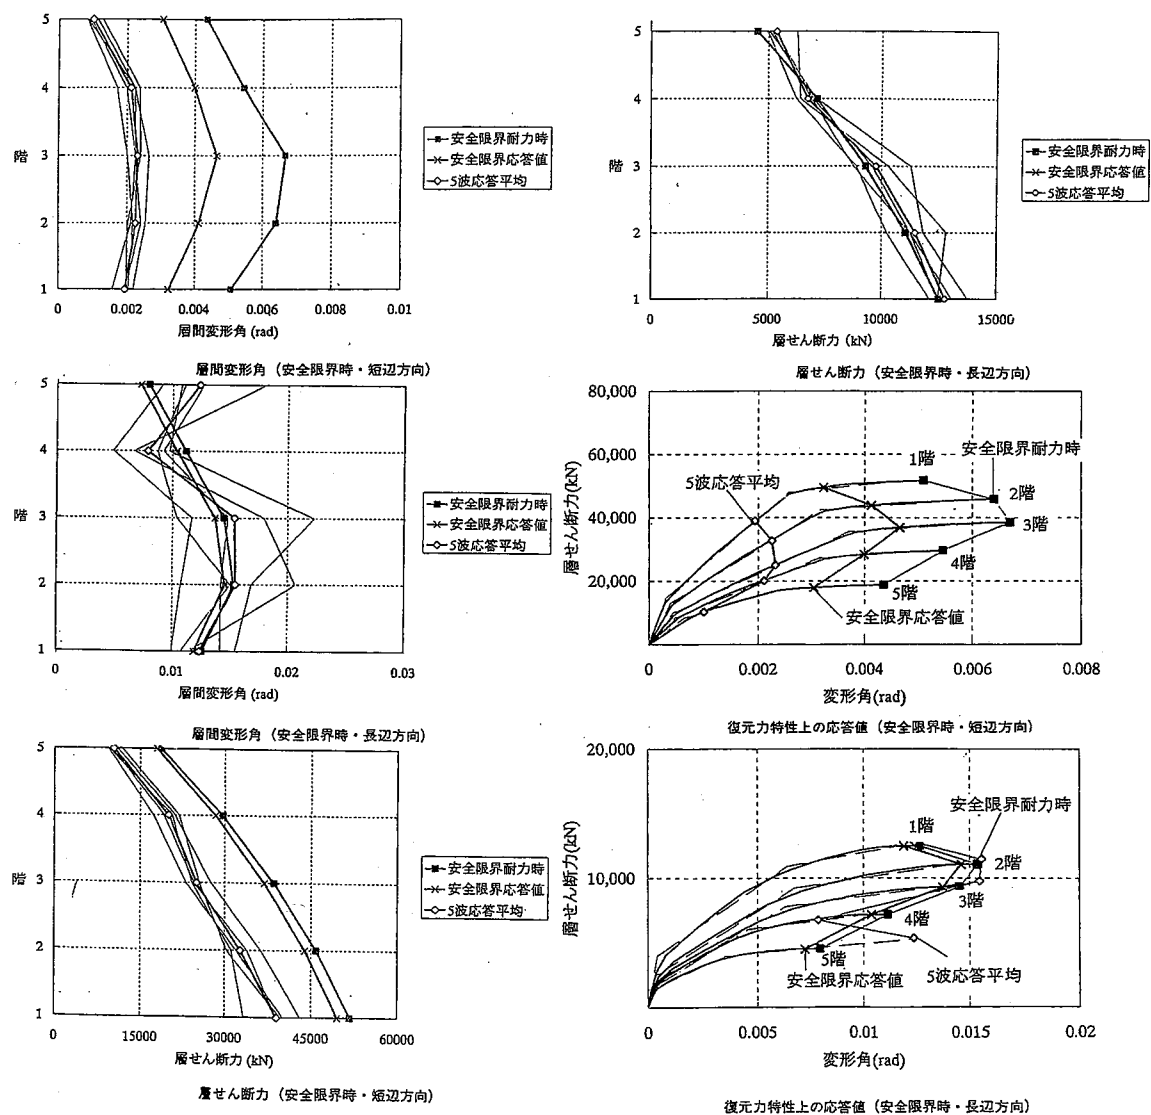 5
4
3
2
1
階
0
0.002
0.004
0.006
0.008
0.01
層間変形角 (rad)
安全限界耐力時
安全限界応答値
5波応答平均
層間変形角（安全限界時・短辺方向）
5
4
3
2
1
階
0
0.01
0.02
0.03
層間変形角 (rad)
安全限界耐力時
安全限界応答値
5波応答平均
層間変形角（安全限界時・長辺方向）
5
4
3
2
1
階
0
15000
30000
45000
60000
層せん断力 (kN)
安全限界耐力時
安全限界応答値
5波応答平均
層せん断力（安全限界時・短辺方向）
5
4
3
2
1
階
0
5000
10000
15000
層せん断力 (kN)
安全限界耐力時
安全限界応答値
5波応答平均
層せん断力（安全限界時・長辺方向）
80,000
60,000
40,000
20,000
層せん断力(kN)
5波応答平均
1階
安全限界耐力時
2階
3階
4階
5階
安全限界応答値
0
0.002
0.004
0.006
0.008
変形角(rad)
復元力特性上の応答値（安全限界時・短辺方向）
20,000
10,000
層せん断力(kN)
安全限界耐力時
1階
2階
3階
4階
5階
安全限界応答値
5波応答平均
0
0.005
0.01
0.015
0.02
変形角(rad)
復元力特性上の応答値（安全限界時・長辺方向）